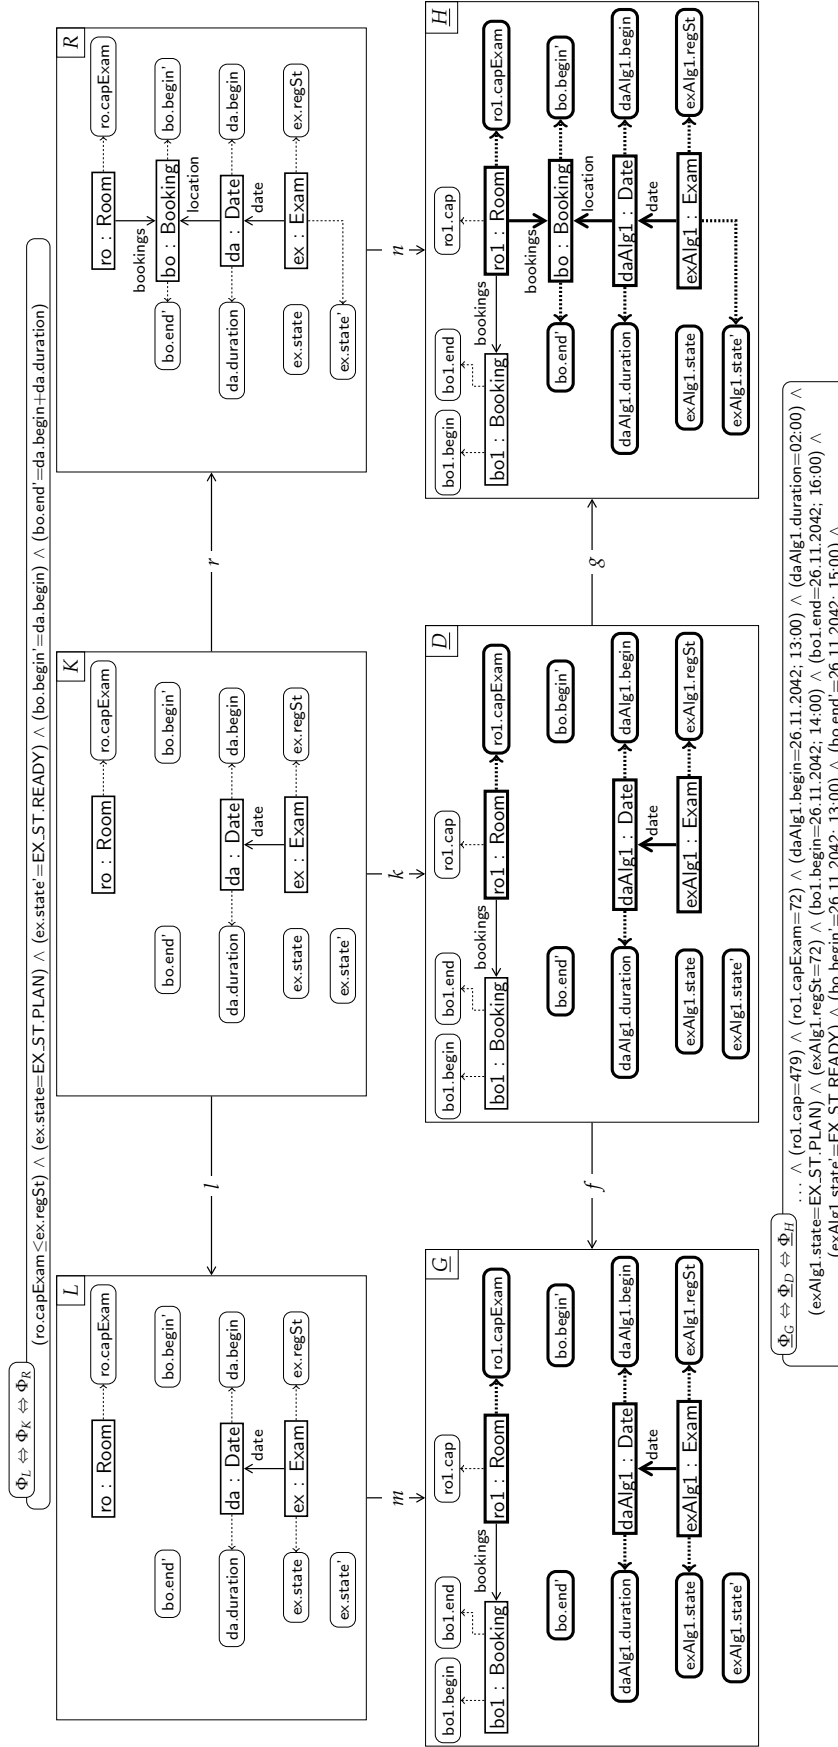 Φ_L ⇔ Φ_K ⇔ Φ_R
(ro.capExam≤ex.regSt) ∧ (ex.state=EX_ST.PLAN) ∧ (ex.state'=EX_ST.READY) ∧ (bo.begin'=da.begin) ∧ (bo.end'=da.begin+da.duration)
L
ro : Room
ro.capExam
bo.end'
bo.begin'
da.duration
da : Date
da.begin
date
ex.state
ex : Exam
ex.regSt
ex.state'
l
K
ro : Room
ro.capExam
bo.end'
bo.begin'
da.duration
da : Date
da.begin
date
ex.state
ex : Exam
ex.regSt
ex.state'
r
R
ro : Room
ro.capExam
bookings
bo.end'
bo : Booking
bo.begin'
location
da.duration
da : Date
da.begin
date
ex.state
ex : Exam
ex.regSt
ex.state'
m
k
n
G
bo1.begin
bo1.end
ro1.cap
bookings
bo1 : Booking
ro1 : Room
ro1.capExam
bo.end'
bo.begin'
daAlg1.duration
daAlg1 : Date
daAlg1.begin
date
exAlg1.state
exAlg1 : Exam
exAlg1.regSt
exAlg1.state'
f
D
bo1.begin
bo1.end
ro1.cap
bookings
bo1 : Booking
ro1 : Room
ro1.capExam
bo.end'
bo.begin'
daAlg1.duration
daAlg1 : Date
daAlg1.begin
date
exAlg1.state
exAlg1 : Exam
exAlg1.regSt
exAlg1.state'
g
H
bo1.begin
bo1.end
ro1.cap
bookings
bo1 : Booking
ro1 : Room
ro1.capExam
bookings
bo.end'
bo : Booking
bo.begin'
location
daAlg1.duration
daAlg1 : Date
daAlg1.begin
date
exAlg1.state
exAlg1 : Exam
exAlg1.regSt
exAlg1.state'
Φ_G ⇔ Φ_D ⇔ Φ_H
... ∧ (ro1.cap=479) ∧ (ro1.capExam=72) ∧ (daAlg1.begin=26.11.2042; 13:00) ∧ (daAlg1.duration=02:00) ∧
(exAlg1.state=EX_ST.PLAN) ∧ (exAlg1.regSt=72) ∧ (bo1.begin=26.11.2042; 14:00) ∧ (bo1.end=26.11.2042; 16:00) ∧
(exAlg1.state'=EX_ST.READY) ∧ (bo.begin'=26.11.2042; 13:00) ∧ (bo.end'=26.11.2042; 15:00) ∧